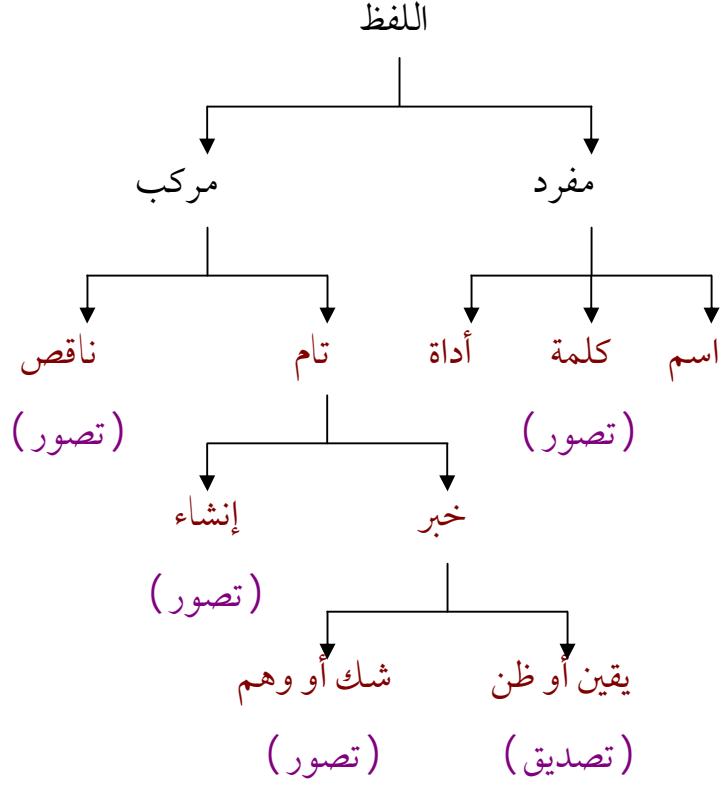 اللفظ
مفرد مركب
اسم كلمة أداة تام ناقص
(تصور) (تصور)
خبر إنشاء
(تصور)
يقين أو ظن شك أو وهم
(تصديق) (تصور)